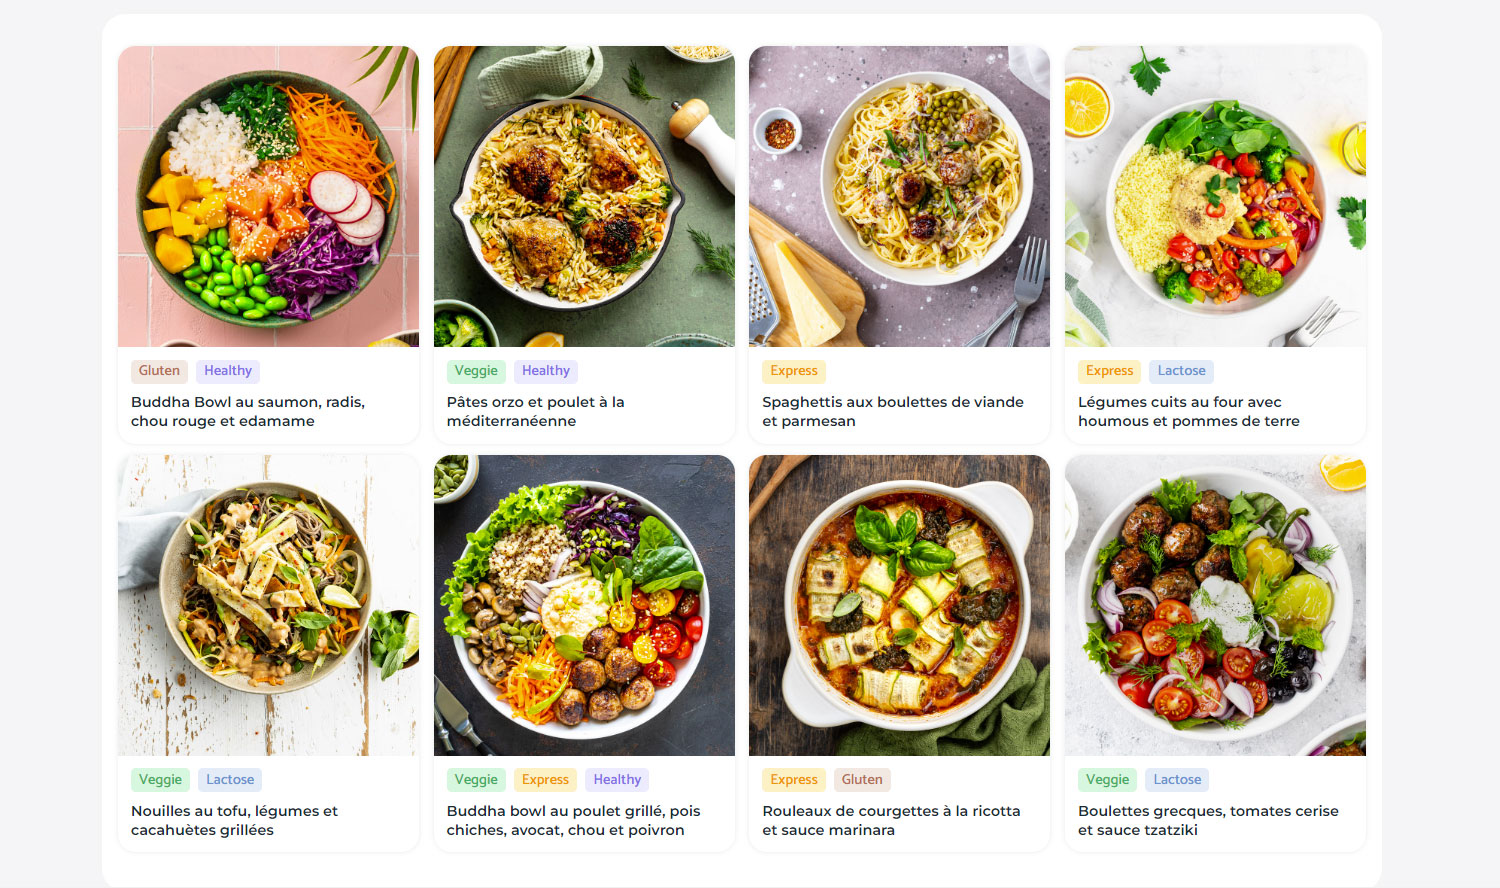 Gluten Healthy
Buddha Bowl au saumon, radis,
chou rouge et edamame
Veggie Healthy
Pâtes orzo et poulet à la
méditerranéenne
Express
Spaghettis aux boulettes de viande
et parmesan
Express Lactose
Légumes cuits au four avec
houmous et pommes de terre
Veggie Lactose
Nouilles au tofu, légumes et
cacahuètes grillées
Veggie Express Healthy
Buddha bowl au poulet grillé, pois
chiches, avocat, chou et poivron
Express Gluten
Rouleaux de courgettes à la ricotta
et sauce marinara
Veggie Lactose
Boulettes grecques, tomates cerise
et sauce tzatziki